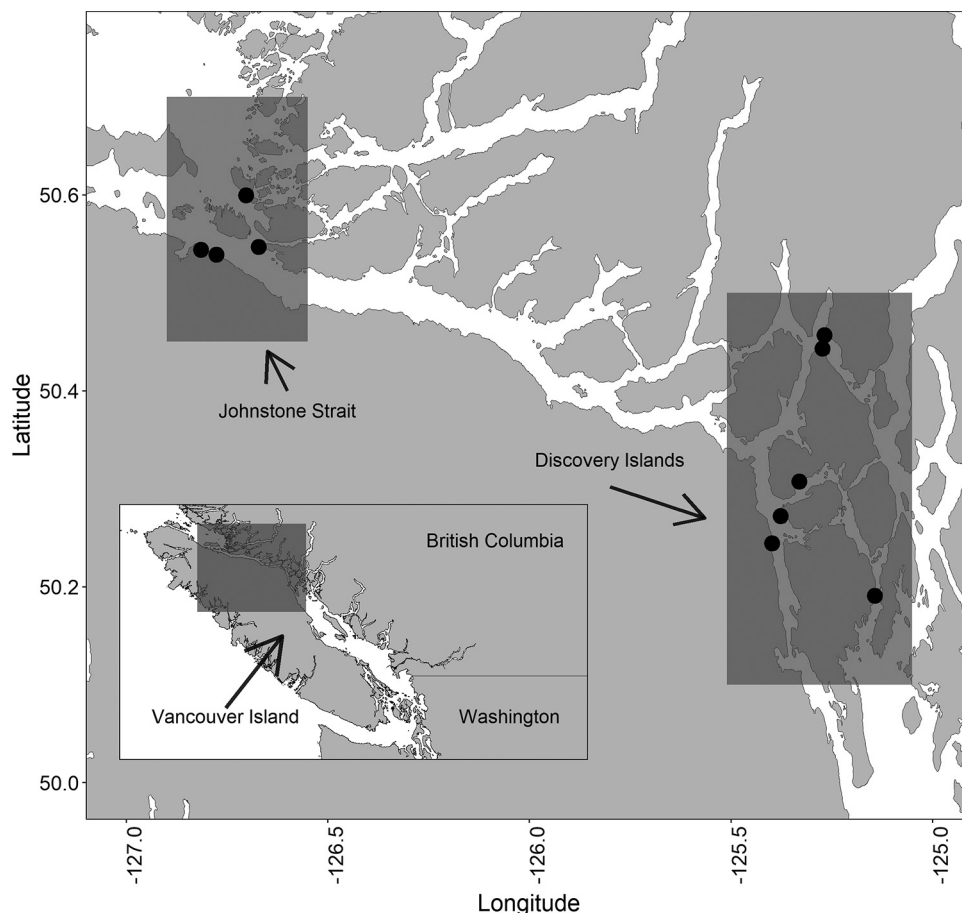 Latitude
50.6
50.4
50.2
50.0
Johnstone Strait
Discovery Islands
British Columbia
Vancouver Island
Washington
-127.0
-126.5
-126.0
-125.5
-125.0
Longitude